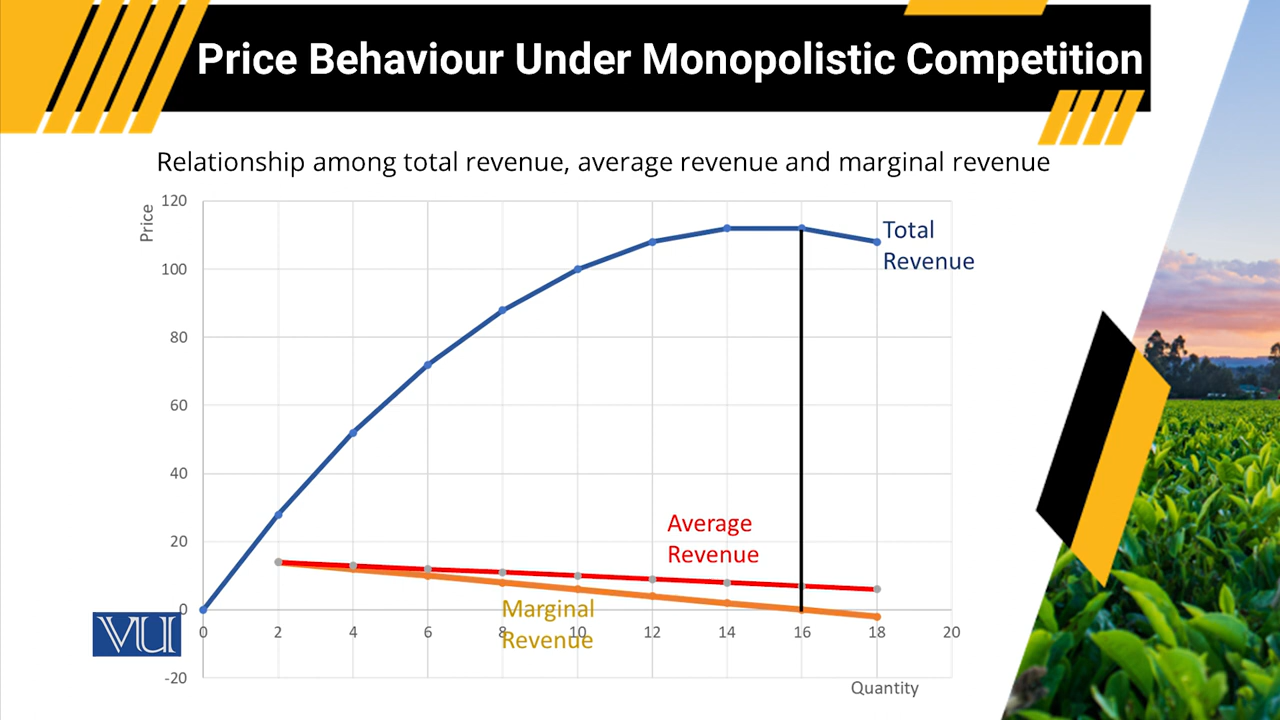 Price Behaviour Under Monopolistic Competition
Relationship among total revenue, average revenue and marginal revenue
Price
120
100
80
60
40
20
0
-20
Total
Revenue
Average
Revenue
Marginal
Revenue
0 2 4 6 8 10 12 14 16 18 20
Quantity
VU